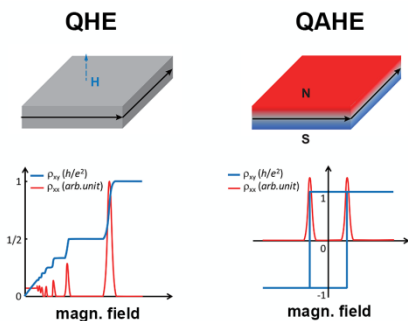 QHE
H
ρxy (h/e²)
ρxx (arb.unit)
1
1/2
0
magn. field
QAHE
N
S
ρxy (h/e²)
ρxx (arb.unit)
1
0
-1
magn. field